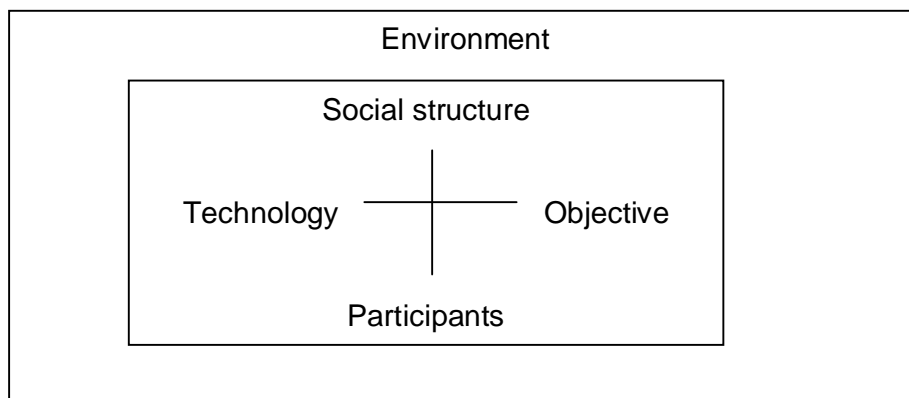 Environment
Social structure
Technology Objective
Participants